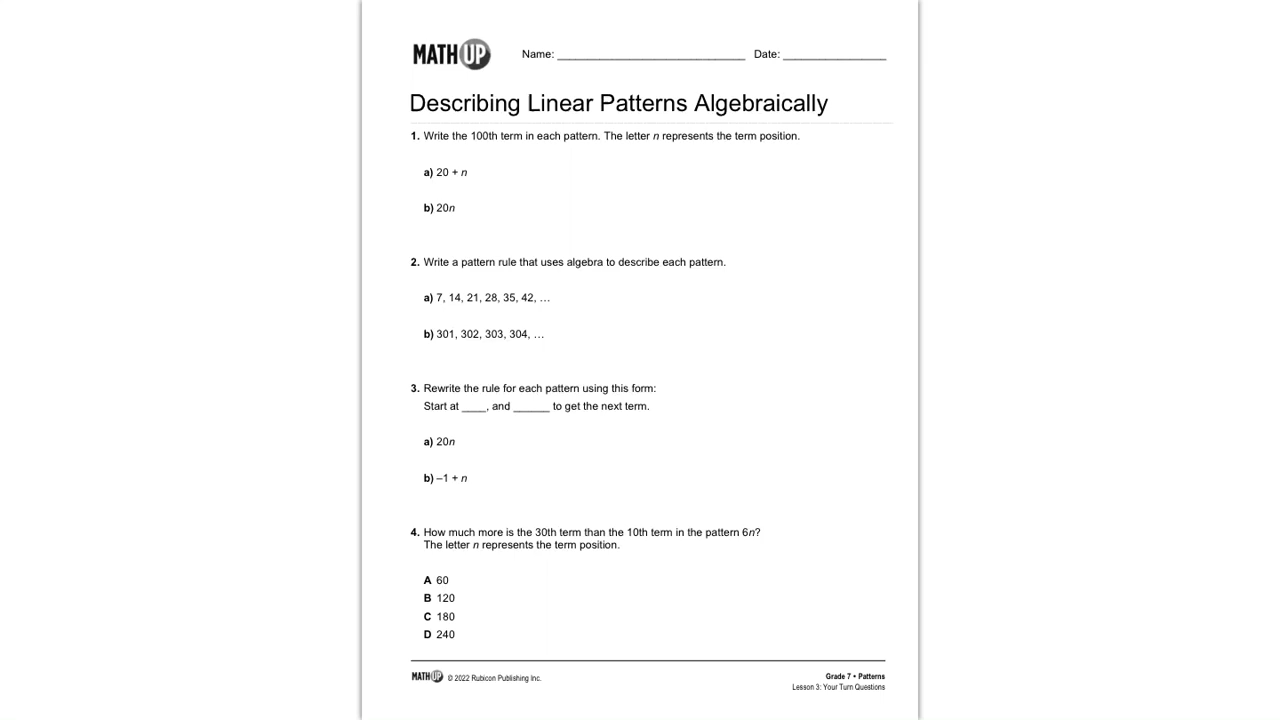 MATH UP Name: _______________________________ Date: _________________
Describing Linear Patterns Algebraically
1. Write the 100th term in each pattern. The letter n represents the term position.
a) 20 + n
b) 20n
2. Write a pattern rule that uses algebra to describe each pattern.
a) 7, 14, 21, 28, 35, 42, …
b) 301, 302, 303, 304, …
3. Rewrite the rule for each pattern using this form:
Start at ____, and ______ to get the next term.
a) 20n
b) –1 + n
4. How much more is the 30th term than the 10th term in the pattern 6n?
The letter n represents the term position.
A 60
B 120
C 180
D 240
MATH UP © 2022 Rubicon Publishing Inc.
Grade 7 • Patterns
Lesson 3: Your Turn Questions